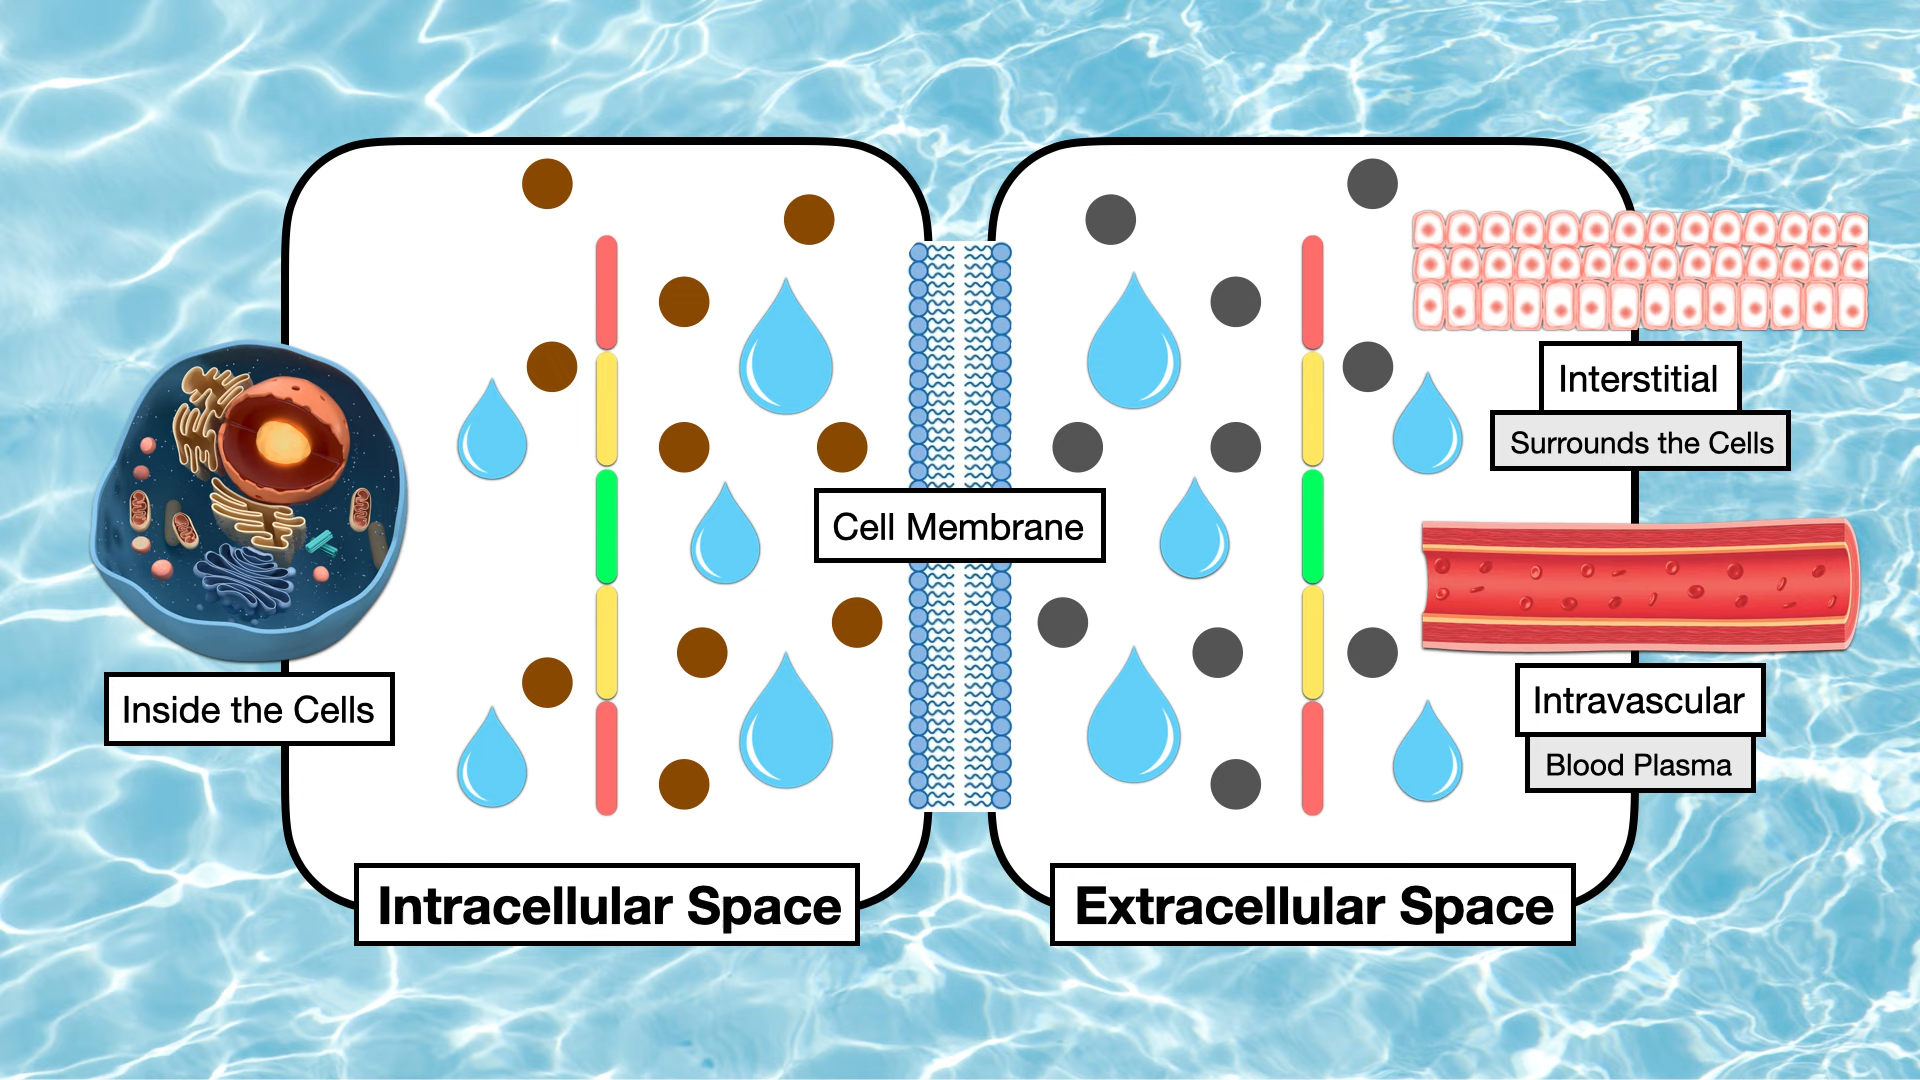 Interstitial
Surrounds the Cells
Cell Membrane
Inside the Cells
Intravascular
Blood Plasma
Intracellular Space
Extracellular Space